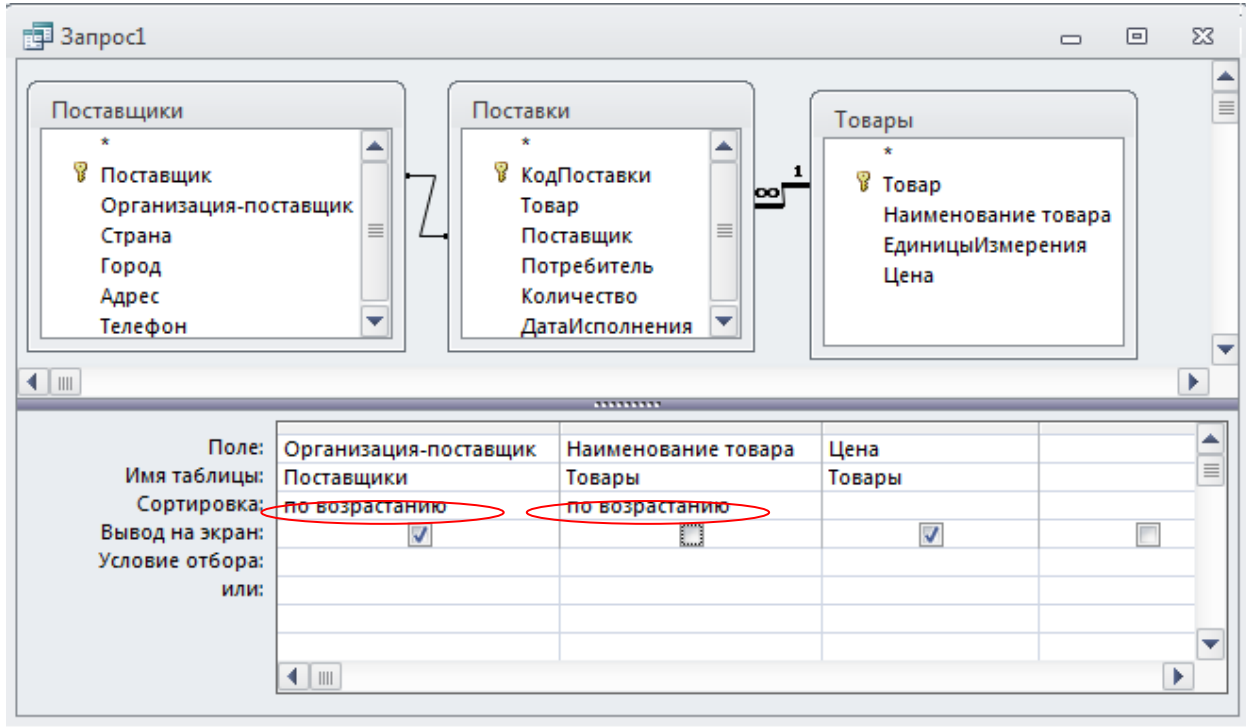 Запрос1
Поставщики
*
Поставщик
Организация-поставщик
Страна
Город
Адрес
Телефон
Поставки
*
КодПоставки
Товар
Поставщик
Потребитель
Количество
ДатаИсполнения
∞
1
Товары
*
Товар
Наименование товара
ЕдиницыИзмерения
Цена
Поле: Организация-поставщик Наименование товара Цена
Имя таблицы: Поставщики Товары Товары
Сортировка: по возрастанию по возрастанию
Вывод на экран:
Условие отбора:
или: